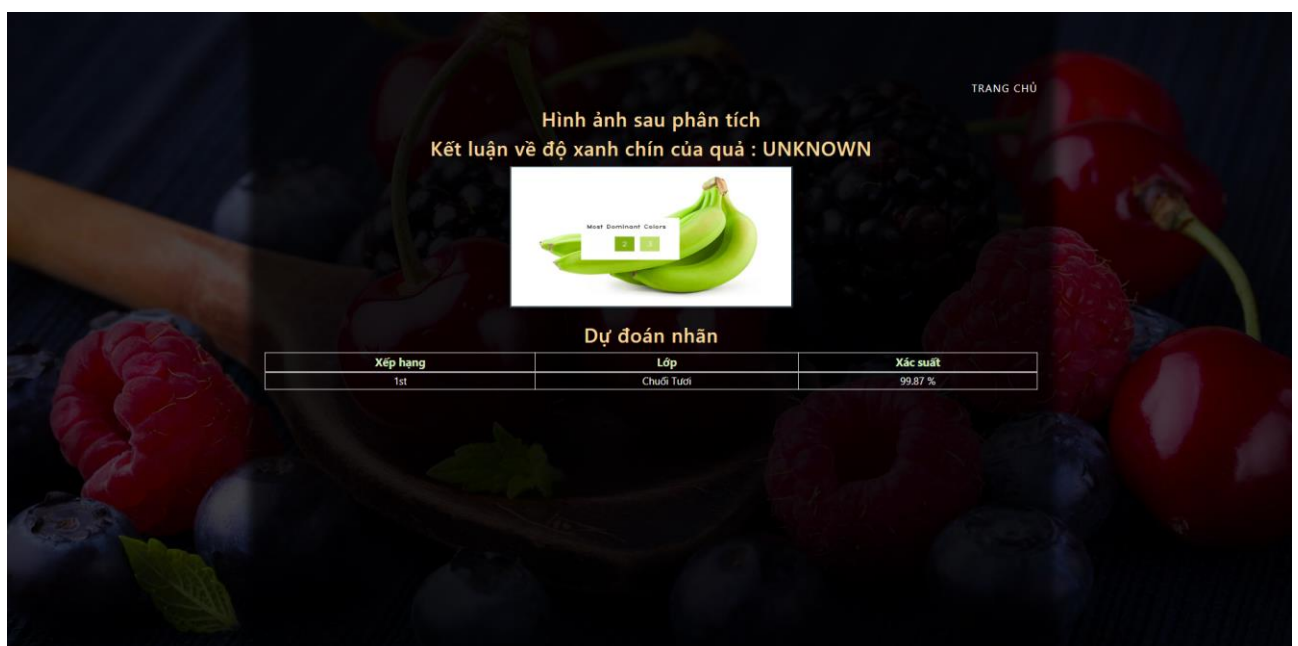 TRANG CHỦ
Hình ảnh sau phân tích
Kết luận về độ xanh chín của quả : UNKNOWN
Most Dominant Colors
2 3
Dự đoán nhãn
Xếp hạng Lớp Xác suất
1st Chuối Tươi 99.87 %